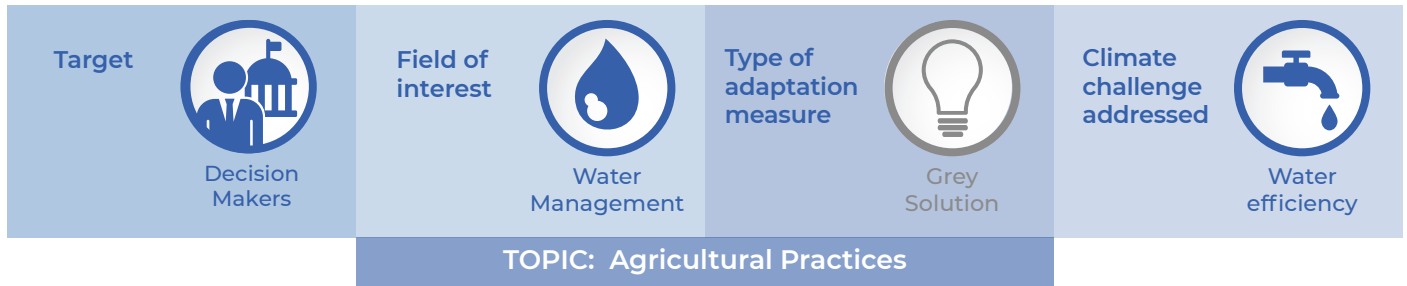 Target
Decision
Makers
Field of
interest
Water
Management
Type of
adaptation
measure
Grey
Solution
Climate
challenge
addressed
Water
efficiency
TOPIC: Agricultural Practices